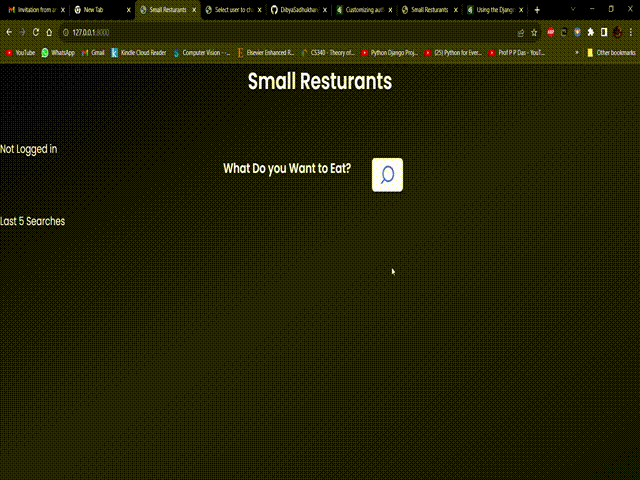 Invitation from an
New Tab
Small Resturants
Select user to ch
DibyaSadhukhan
Customizing aut
Small Resturants
Using the Djang
127.0.0.1:8000
YouTube
WhatsApp
Gmail
Kindle Cloud Reader
Computer Vision - ...
Elsevier Enhanced R...
CS340 - Theory of...
Python Django Proj...
(25) Python for Ever...
Prof P P Das - YouT...
Other bookmarks
Small Resturants
Not Logged in
What Do you Want to Eat?
Last 5 Searches